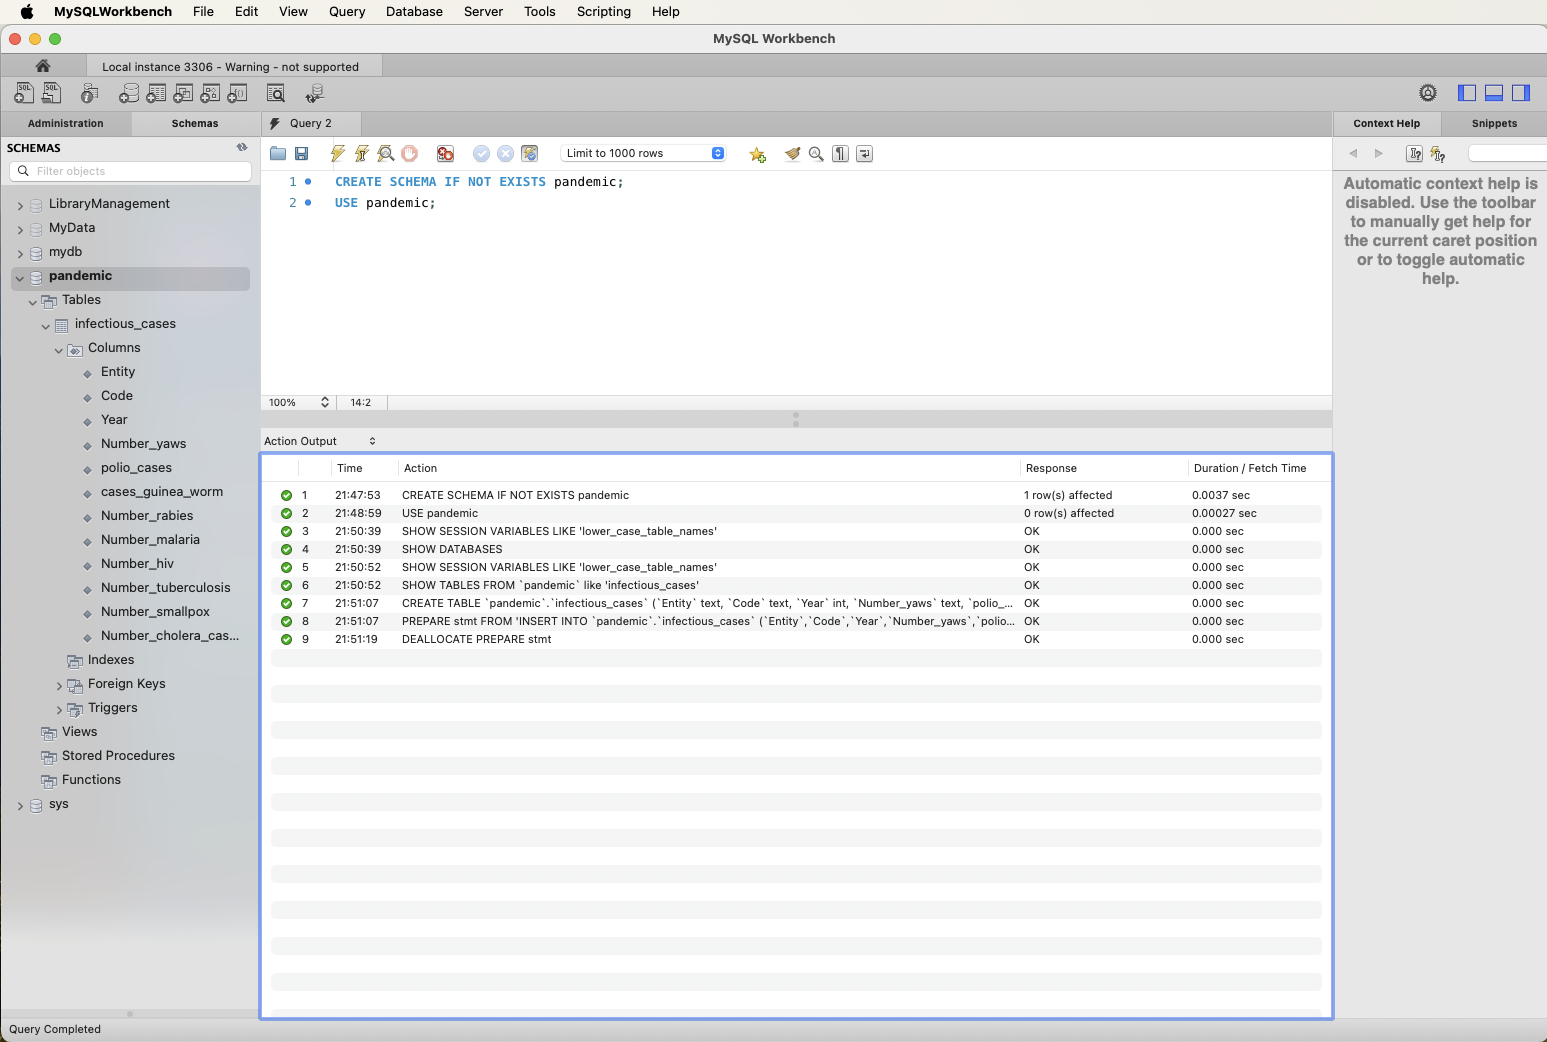 MySQLWorkbench File Edit View Query Database Server Tools Scripting Help
MySQL Workbench
Local instance 3306 - Warning - not supported
Administration Schemas
Query 2
Context Help Snippets
SCHEMAS
Filter objects
LibraryManagement
MyData
mydb
pandemic
Tables
infectious_cases
Columns
Entity
Code
Year
Number_yaws
polio_cases
cases_guinea_worm
Number_rabies
Number_malaria
Number_hiv
Number_tuberculosis
Number_smallpox
Number_cholera_cas...
Indexes
Foreign Keys
Triggers
Views
Stored Procedures
Functions
sys
Limit to 1000 rows
1 CREATE SCHEMA IF NOT EXISTS pandemic;
2 USE pandemic;
100% 14:2
Action Output
Time Action Response Duration / Fetch Time
1 21:47:53 CREATE SCHEMA IF NOT EXISTS pandemic 1 row(s) affected 0.0037 sec
2 21:48:59 USE pandemic 0 row(s) affected 0.00027 sec
3 21:50:39 SHOW SESSION VARIABLES LIKE 'lower_case_table_names' OK 0.000 sec
4 21:50:39 SHOW DATABASES OK 0.000 sec
5 21:50:52 SHOW SESSION VARIABLES LIKE 'lower_case_table_names' OK 0.000 sec
6 21:50:52 SHOW TABLES FROM `pandemic` like 'infectious_cases' OK 0.000 sec
7 21:51:07 CREATE TABLE `pandemic`.`infectious_cases` (`Entity` text, `Code` text, `Year` int, `Number_yaws` text, `polio_... OK 0.000 sec
8 21:51:07 PREPARE stmt FROM 'INSERT INTO `pandemic`.`infectious_cases` (`Entity`,`Code`,`Year`,`Number_yaws`,`polio... OK 0.000 sec
9 21:51:19 DEALLOCATE PREPARE stmt OK 0.000 sec
Automatic context help is
disabled. Use the toolbar
to manually get help for
the current caret position
or to toggle automatic
help.
Query Completed